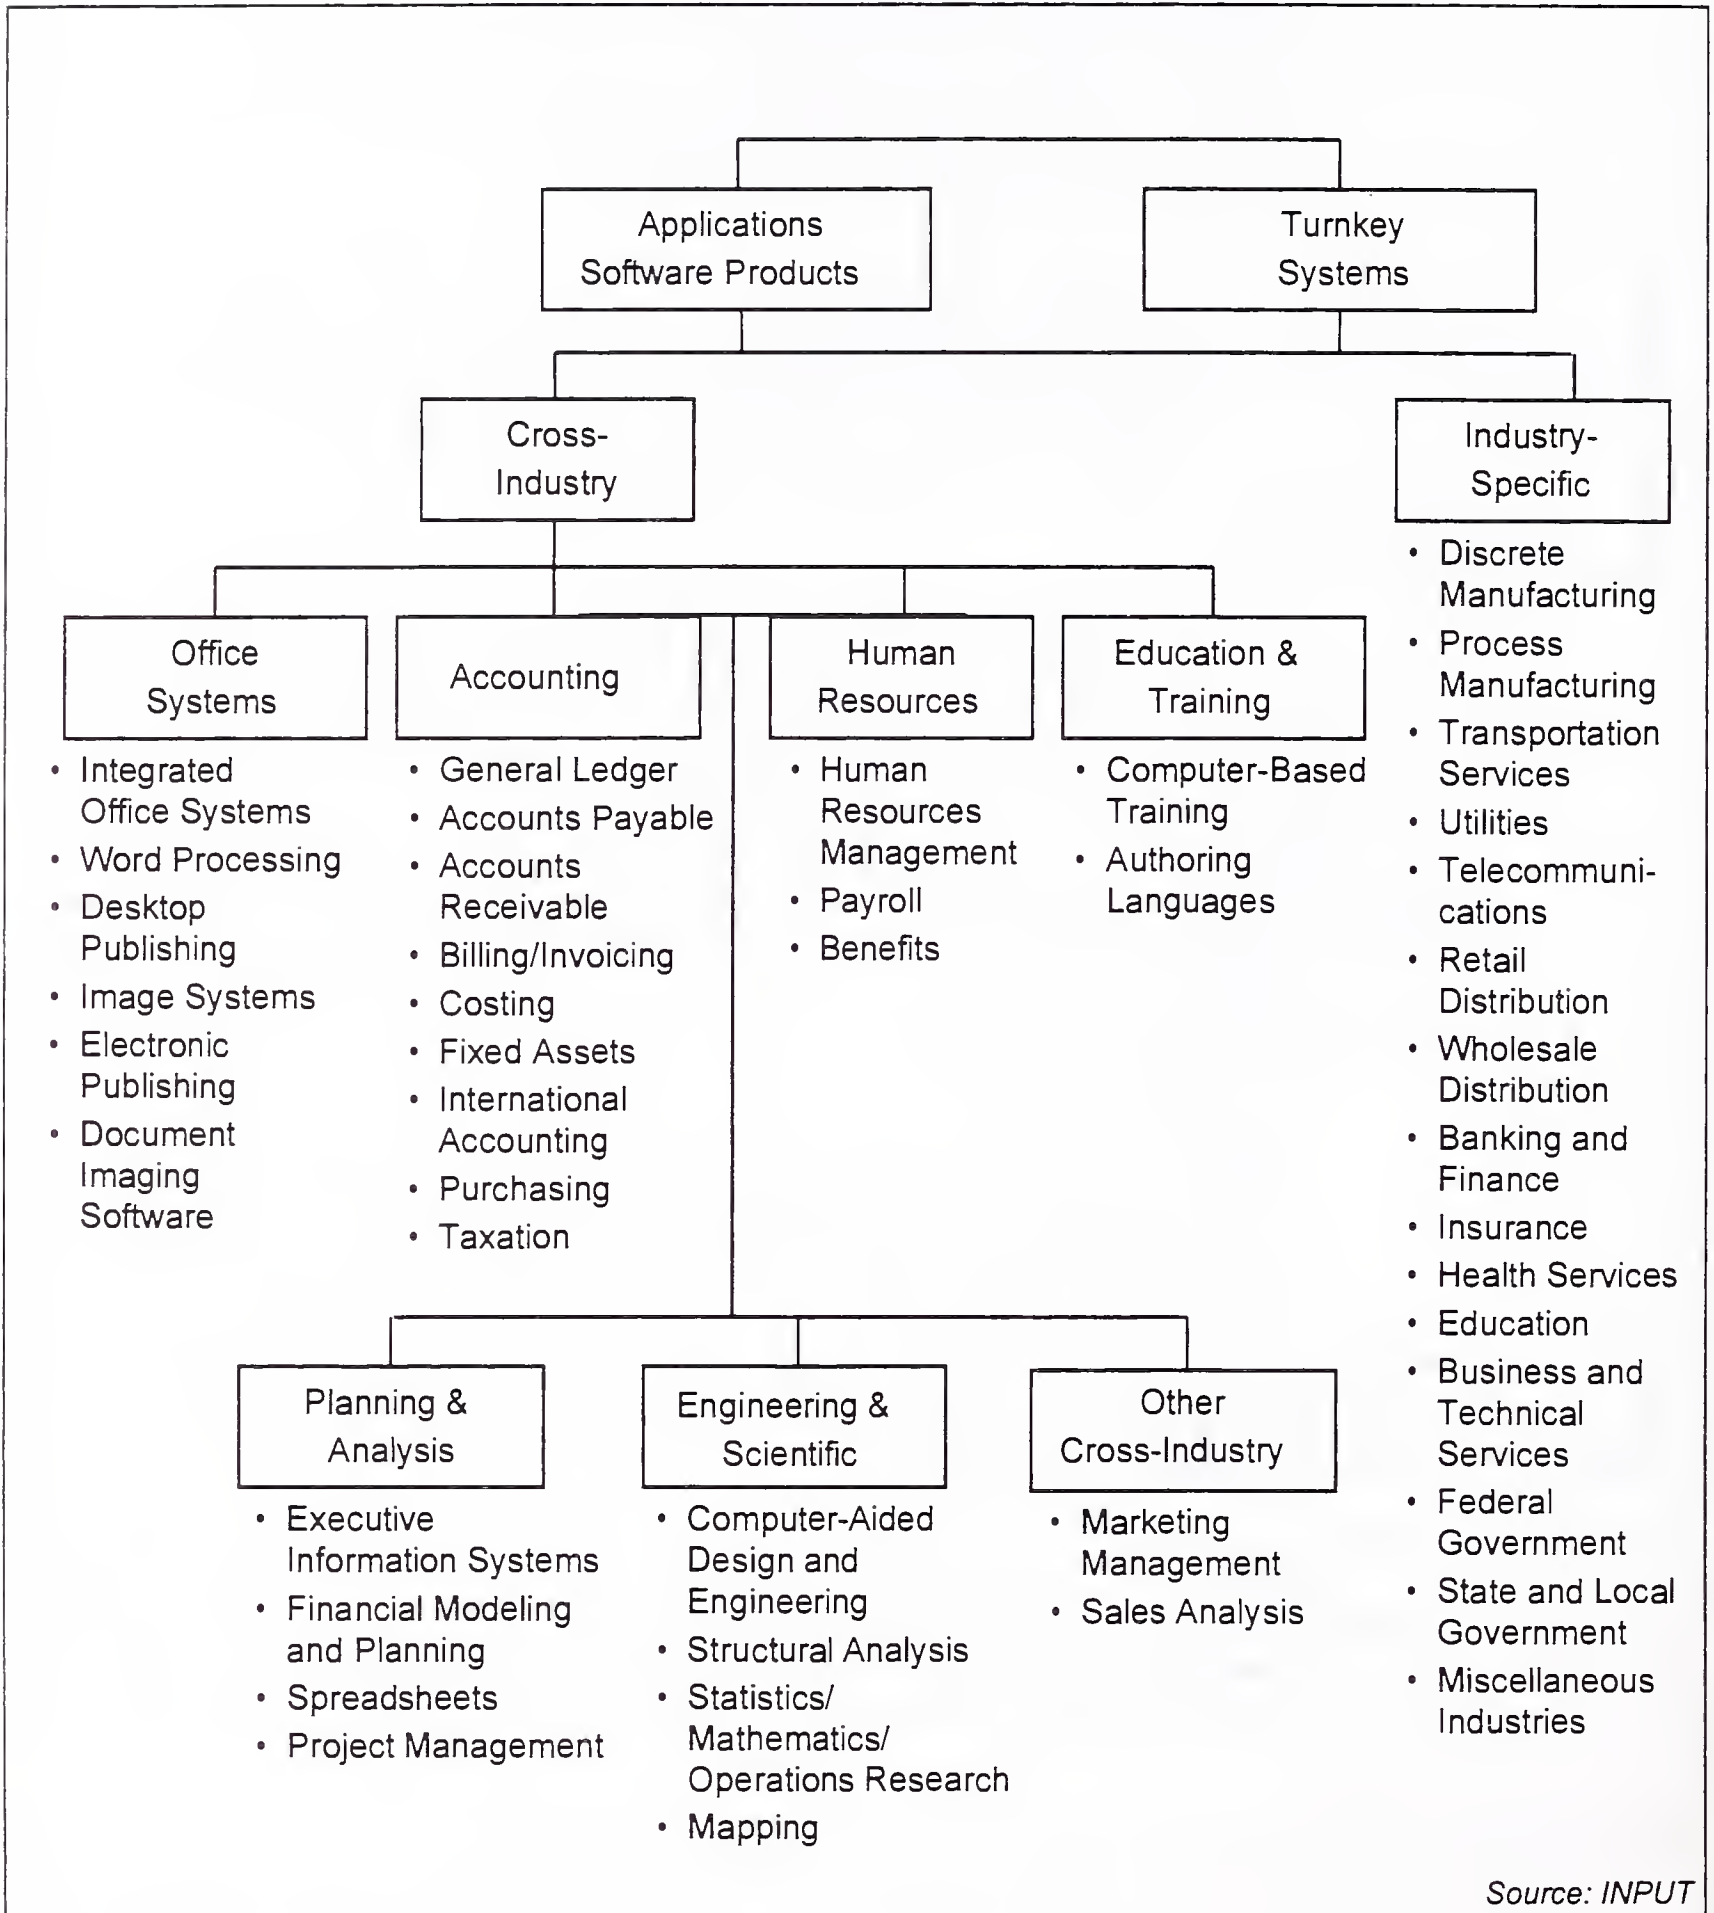 Applications
Software Products
Turnkey
Systems
Cross-
Industry
Industry-
Specific
• Discrete
Manufacturing
• Process
Manufacturing
• Transportation
Services
• Utilities
• Telecommuni-
cations
• Retail
Distribution
• Wholesale
Distribution
• Banking and
Finance
• Insurance
• Health Services
• Education
• Business and
Technical
Services
• Federal
Government
• State and Local
Government
• Miscellaneous
Industries
Office
Systems
• Integrated
Office Systems
• Word Processing
• Desktop
Publishing
• Image Systems
• Electronic
Publishing
• Document
Imaging
Software
Accounting
• General Ledger
• Accounts Payable
• Accounts
Receivable
• Billing/Invoicing
• Costing
• Fixed Assets
• International
Accounting
• Purchasing
• Taxation
Human
Resources
• Human
Resources
Management
• Payroll
• Benefits
Education &
Training
• Computer-Based
Training
• Authoring
Languages
Planning &
Analysis
• Executive
Information Systems
• Financial Modeling
and Planning
• Spreadsheets
• Project Management
Engineering &
Scientific
• Computer-Aided
Design and
Engineering
• Structural Analysis
• Statistics/
Mathematics/
Operations Research
• Mapping
Other
Cross-Industry
• Marketing
Management
• Sales Analysis
Source: INPUT